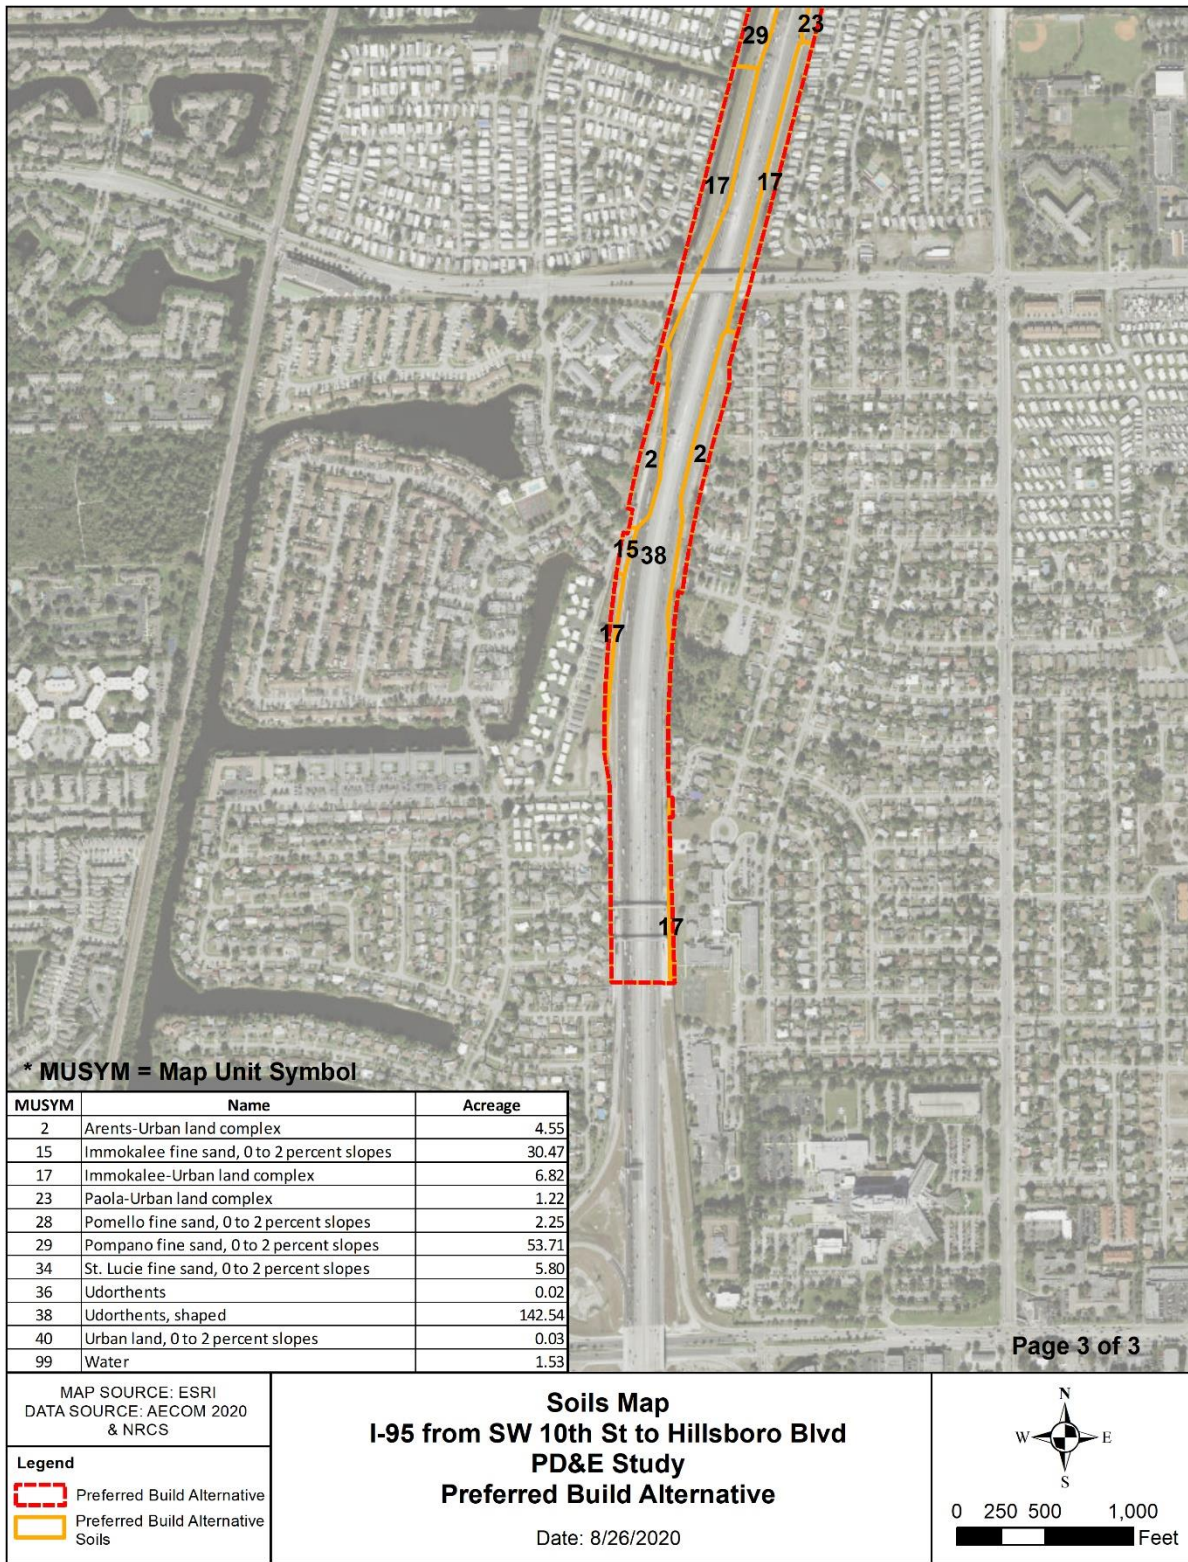 29
23
17
17
2
2
15
38
17
17
* MUSYM = Map Unit Symbol
MUSYM Name Acreage
2 Arents-Urban land complex 4.55
15 Immokalee fine sand, 0 to 2 percent slopes 30.47
17 Immokalee-Urban land complex 6.82
23 Paola-Urban land complex 1.22
28 Pomello fine sand, 0 to 2 percent slopes 2.25
29 Pompano fine sand, 0 to 2 percent slopes 53.71
34 St. Lucie fine sand, 0 to 2 percent slopes 5.80
36 Udorthents 0.02
38 Udorthents, shaped 142.54
40 Urban land, 0 to 2 percent slopes 0.03
99 Water 1.53
Page 3 of 3
MAP SOURCE: ESRI
DATA SOURCE: AECOM 2020
& NRCS
Legend
Preferred Build Alternative
Preferred Build Alternative
Soils
Soils Map
I-95 from SW 10th St to Hillsboro Blvd
PD&E Study
Preferred Build Alternative
Date: 8/26/2020
N
W E
S
0 250 500 1,000
Feet